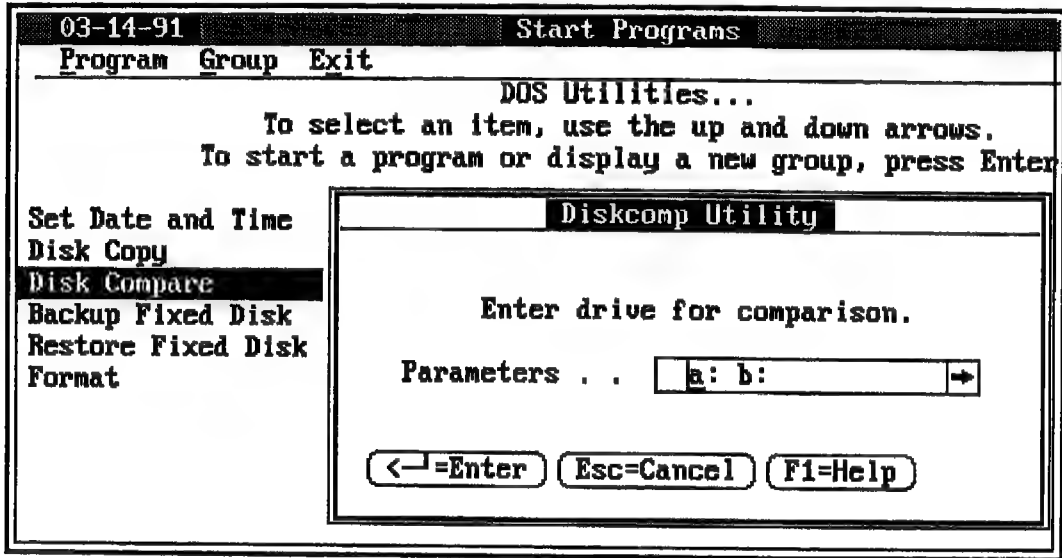 03-14-91 Start Programs
Program Group Exit
DOS Utilities...
To select an item, use the up and down arrows.
To start a program or display a new group, press Enter
Set Date and Time
Disk Copy
Disk Compare
Backup Fixed Disk
Restore Fixed Disk
Format
Diskcomp Utility
Enter drive for comparison.
Parameters . . a: b:
<─┘=Enter Esc=Cancel F1=Help